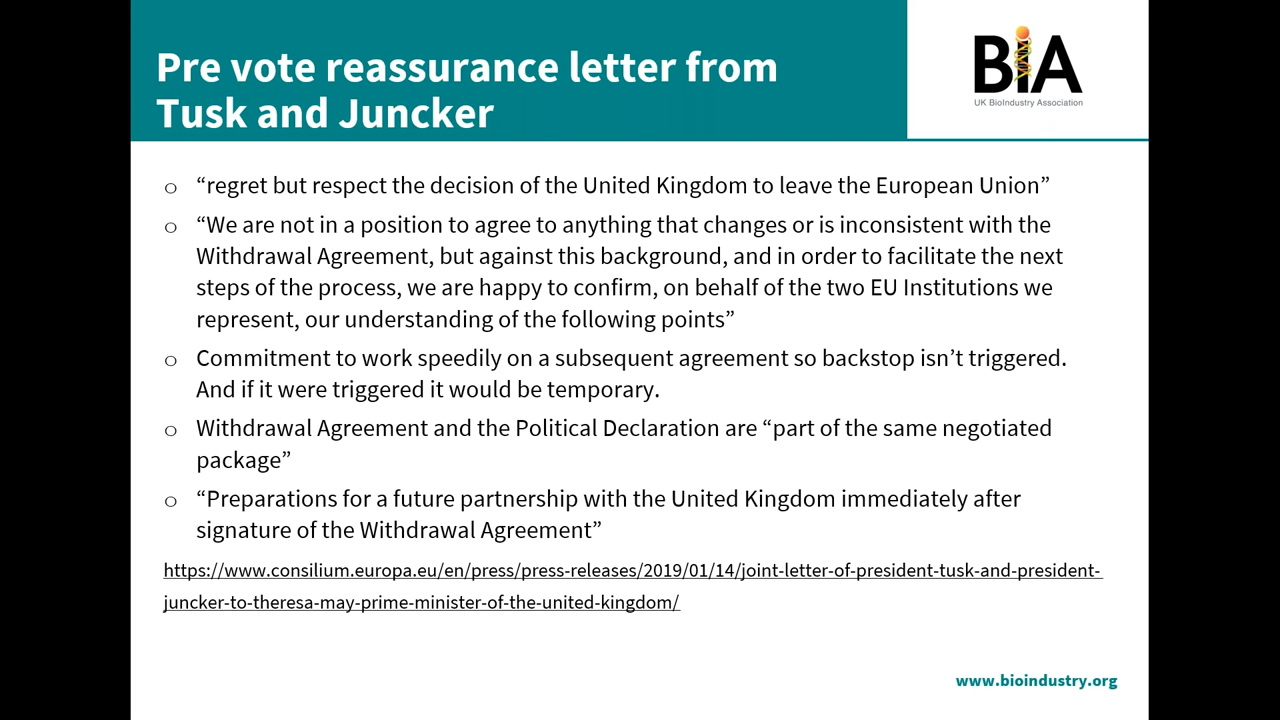 Pre vote reassurance letter from
Tusk and Juncker
BiA
UK BioIndustry Association
○ “regret but respect the decision of the United Kingdom to leave the European Union”
○ “We are not in a position to agree to anything that changes or is inconsistent with the
Withdrawal Agreement, but against this background, and in order to facilitate the next
steps of the process, we are happy to confirm, on behalf of the two EU Institutions we
represent, our understanding of the following points”
○ Commitment to work speedily on a subsequent agreement so backstop isn’t triggered.
And if it were triggered it would be temporary.
○ Withdrawal Agreement and the Political Declaration are “part of the same negotiated
package”
○ “Preparations for a future partnership with the United Kingdom immediately after
signature of the Withdrawal Agreement”
https://www.consilium.europa.eu/en/press/press-releases/2019/01/14/joint-letter-of-president-tusk-and-president-
juncker-to-theresa-may-prime-minister-of-the-united-kingdom/
www.bioindustry.org